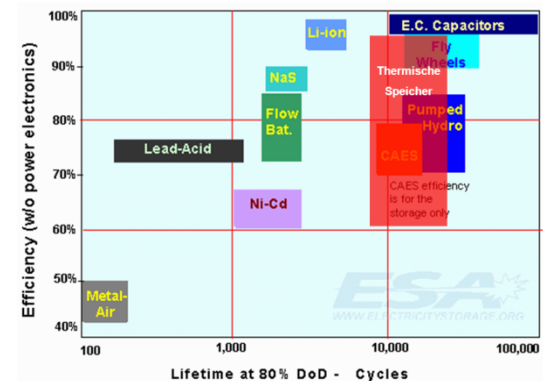 100%
90%
80%
70%
60%
50%
40%
Efficiency (w/o power electronics)
E.C. Capacitors
Li-ion
Fly
Wheels
Thermische
Speicher
NaS
Flow
Bat.
Pumped
Hydro
Lead-Acid
CAES
CAES efficiency
is for the
storage only
Ni-Cd
Metal-
Air
ESA
WWW.ELECTRICITYSTORAGE.ORG
100
1,000
10,000
100,000
Lifetime at 80% DoD - Cycles